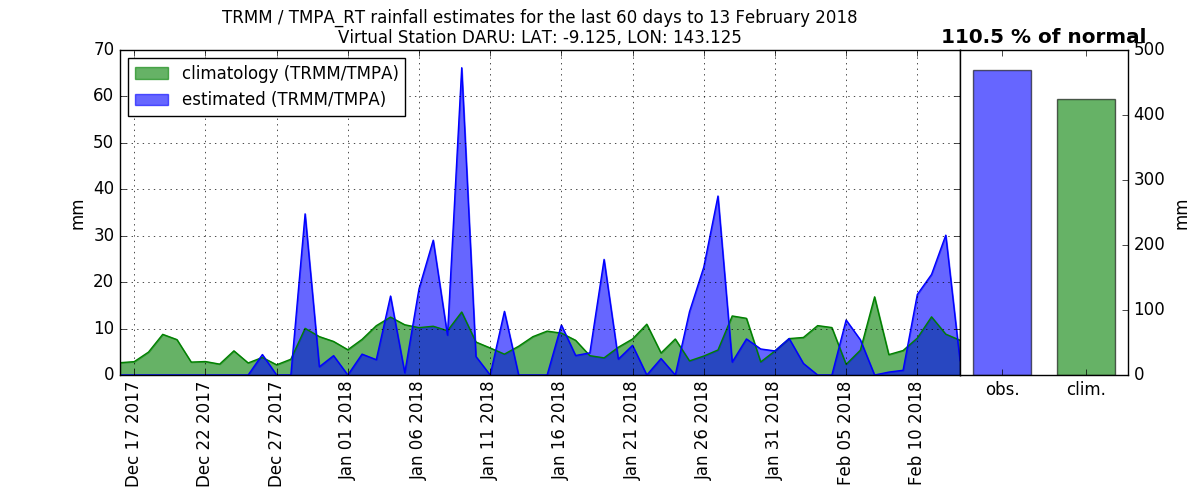 TRMM / TMPA_RT rainfall estimates for the last 60 days to 13 February 2018
Virtual Station DARU: LAT: -9.125, LON: 143.125
110.5 % of normal
climatology (TRMM/TMPA)
estimated (TRMM/TMPA)
70
60
50
40
30
20
10
0
mm
Dec 17 2017
Dec 22 2017
Dec 27 2017
Jan 01 2018
Jan 06 2018
Jan 11 2018
Jan 16 2018
Jan 21 2018
Jan 26 2018
Jan 31 2018
Feb 05 2018
Feb 10 2018
obs.
clim.
500
400
300
200
100
0
mm